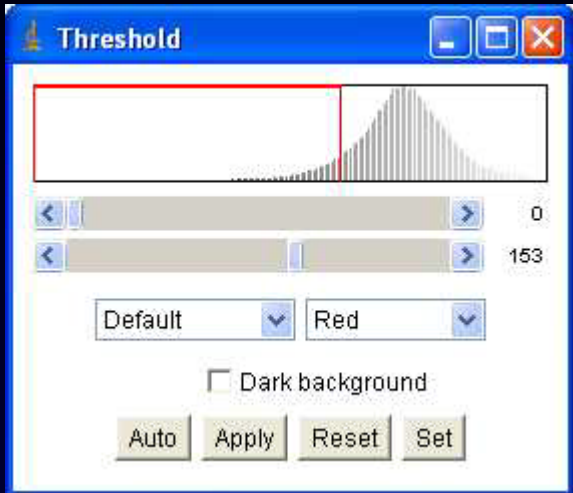 Threshold
0
153
Default Red
Dark background
Auto Apply Reset Set